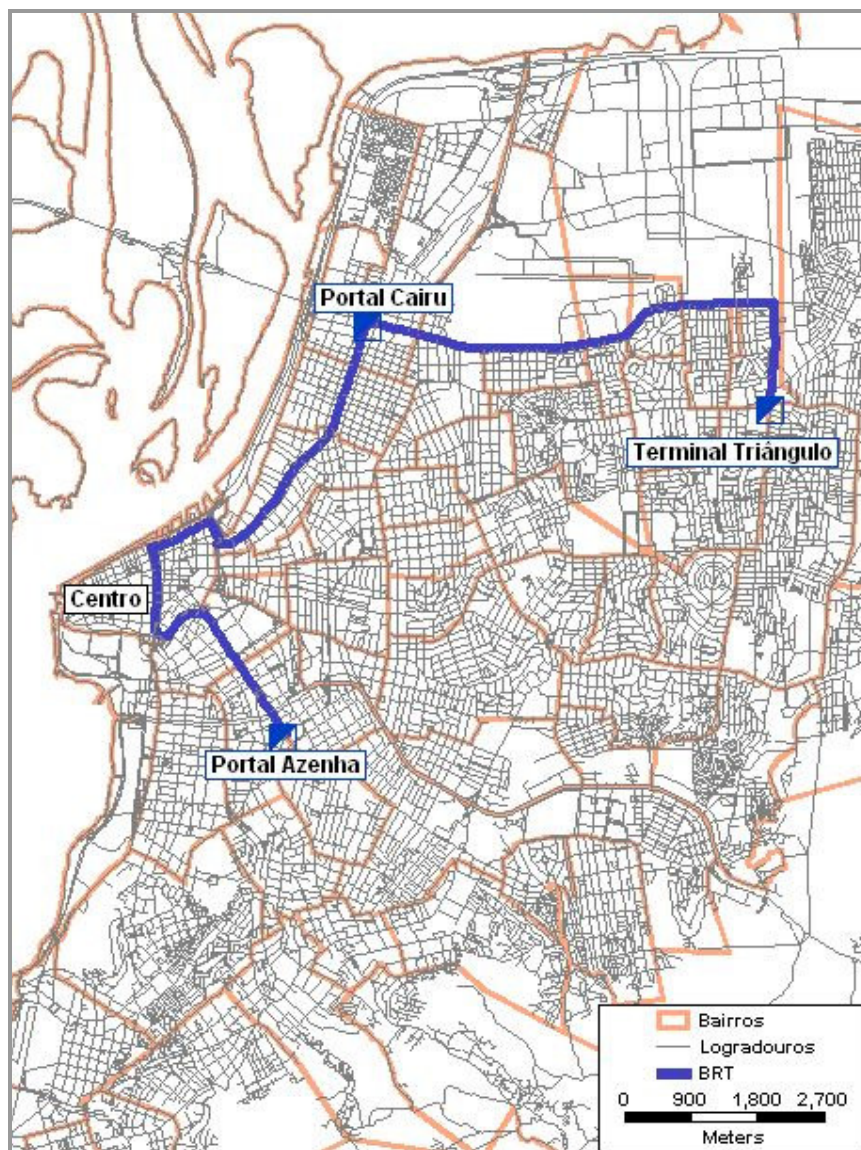 Portal Cairu
Terminal Triângulo
Centro
Portal Azenha
Bairros
Logradouros
BRT
0 900 1,800 2,700
Meters